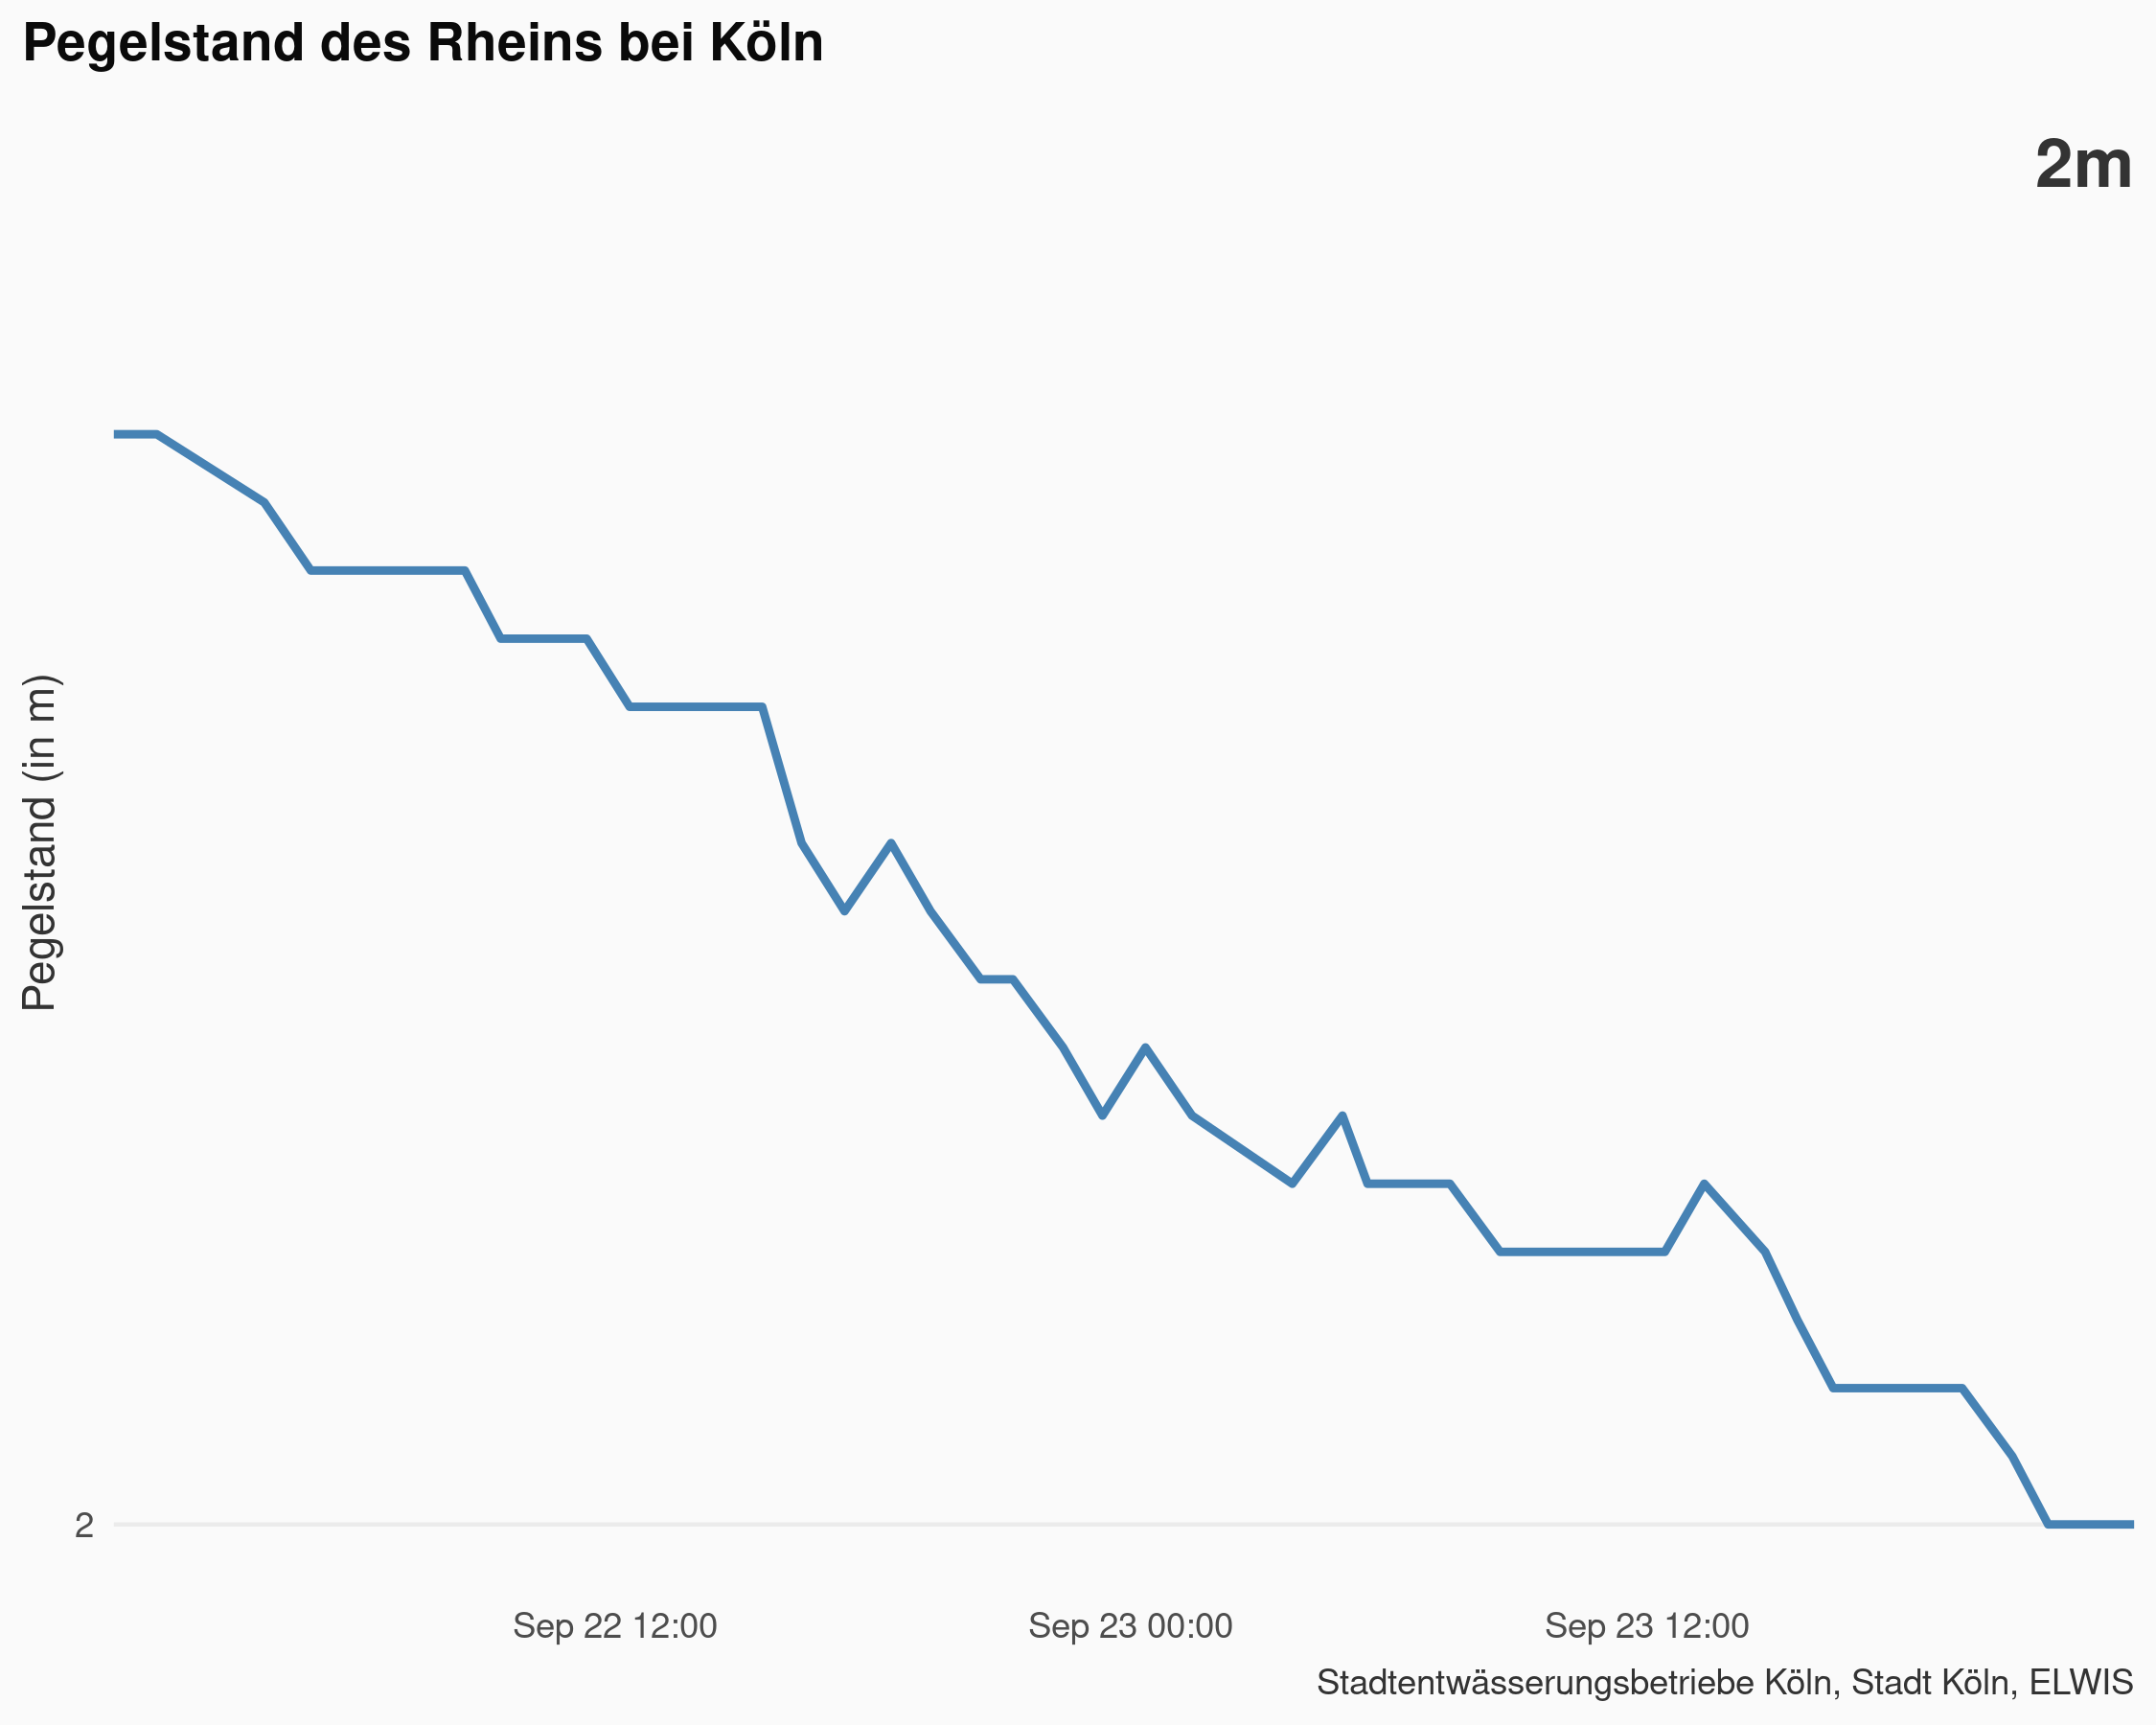 Pegelstand des Rheins bei Köln
2m
Pegelstand (in m)
2
Sep 22 12:00
Sep 23 00:00
Sep 23 12:00
Stadtentwässerungsbetriebe Köln, Stadt Köln, ELWIS